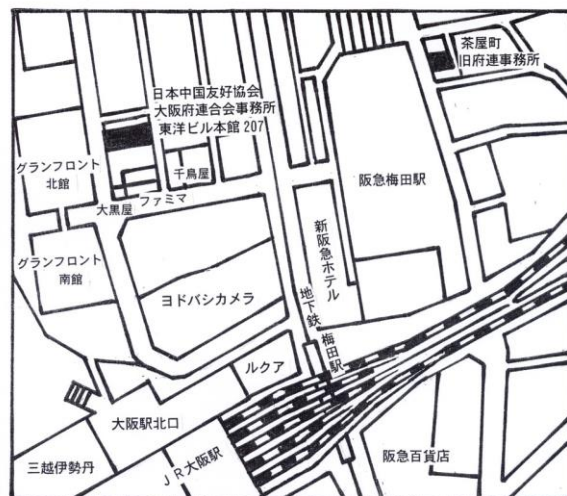 茶屋町
旧府連事務所
日本中国友好協会
大阪府連合会事務所
東洋ビル本館 207
グランフロント
北館
千鳥屋
ファミマ
大黒屋
阪急梅田駅
グランフロント
南館
新阪急ホテル
ヨドバシカメラ
地下鉄 梅田駅
ルクア
大阪駅北口
三越伊勢丹
JR大阪駅
阪急百貨店